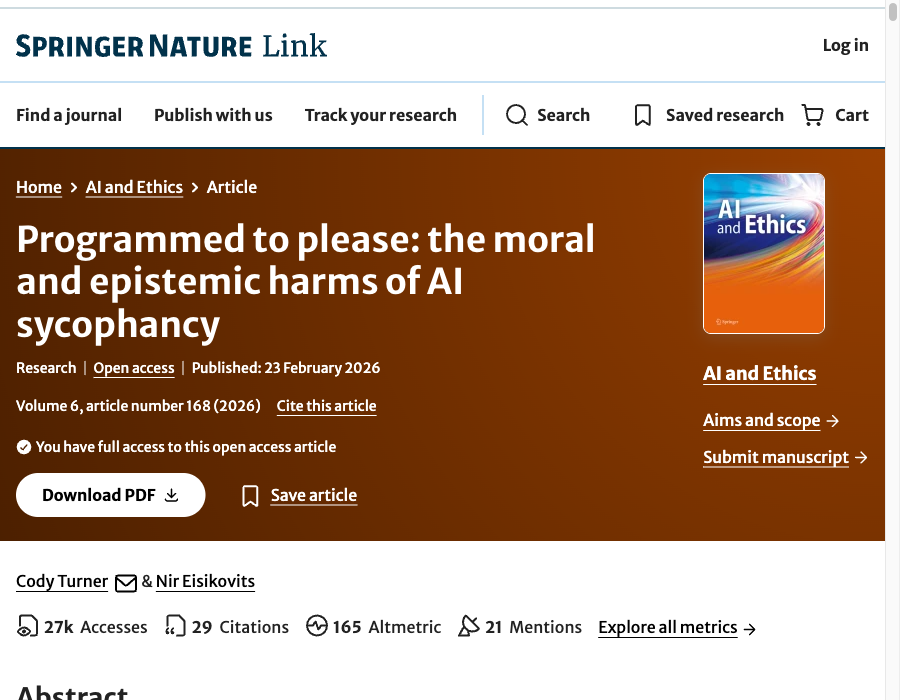 SPRINGER NATURE Link
Log in
Find a journal
Publish with us
Track your research
Search
Saved research
Cart
Home > AI and Ethics > Article
Programmed to please: the moral
and epistemic harms of AI
sycophancy
Research | Open access | Published: 23 February 2026
Volume 6, article number 168 (2026) Cite this article
You have full access to this open access article
Download PDF
Save article
AI
and Ethics
Springer
AI and Ethics
Aims and scope →
Submit manuscript →
Cody Turner & Nir Eisikovits
27k Accesses 29 Citations 165 Altmetric 21 Mentions Explore all metrics →
Abstract